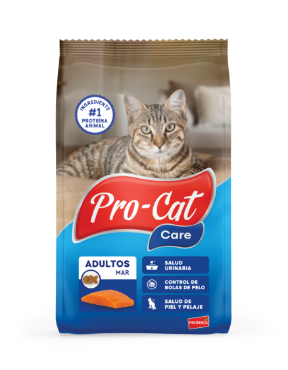 INGREDIENTE
#1
PROTEÍNA
ANIMAL
Pro-Cat
Care
ADULTOS
MAR
SALUD
URINARIA
CONTROL DE
BOLAS DE PELO
SALUD DE
PIEL Y PELAJE
PRONACA